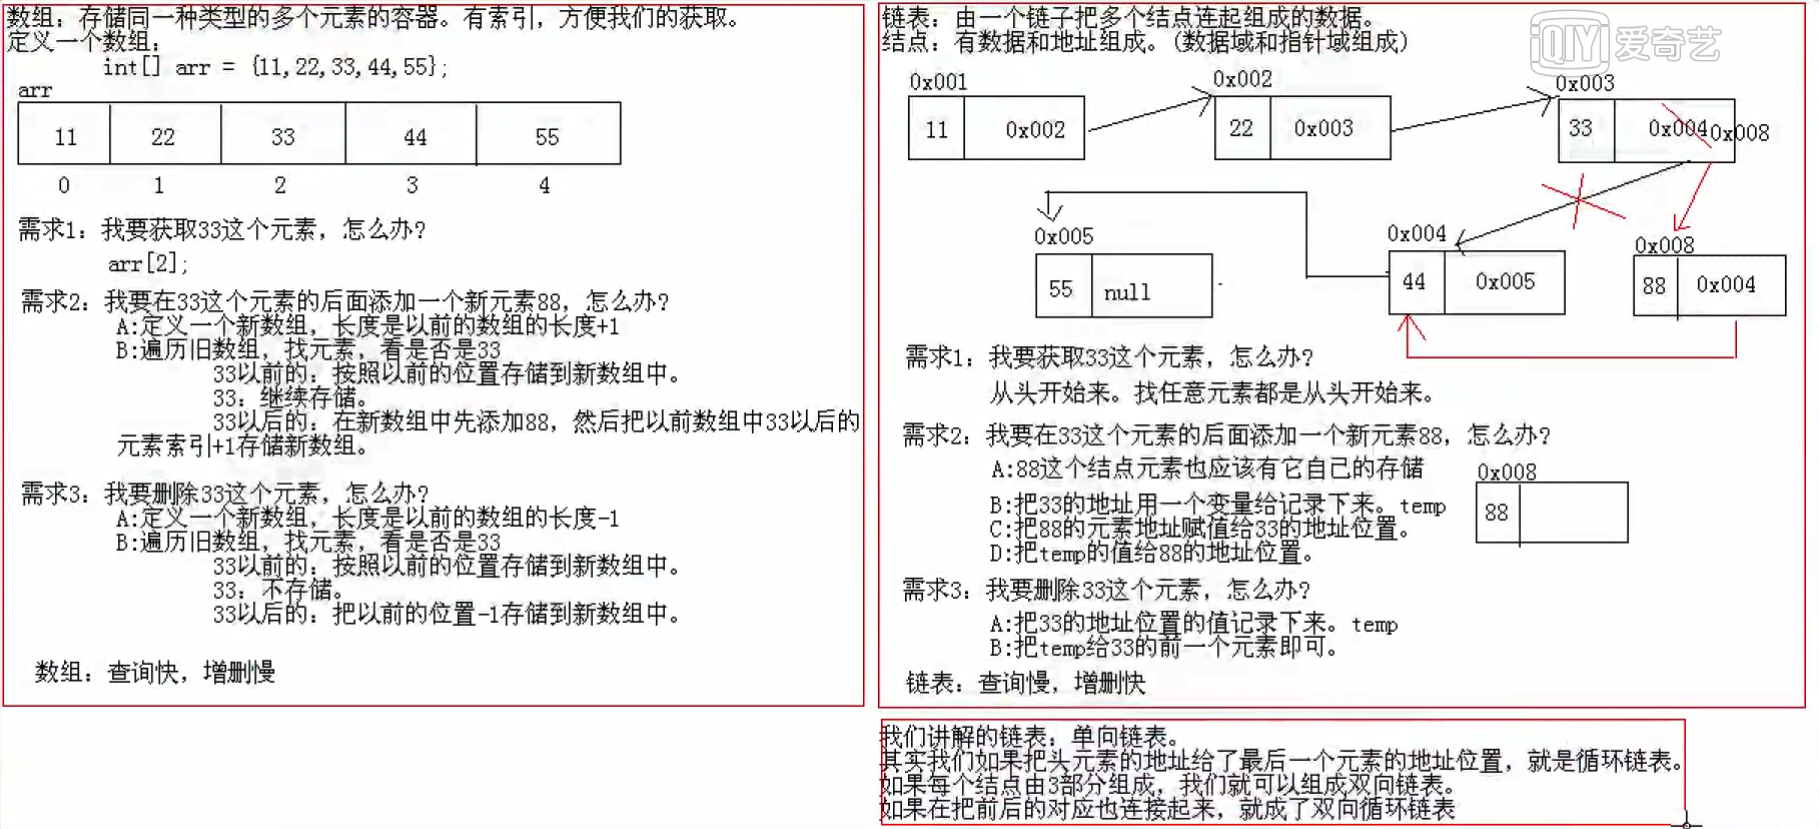 数组：存储同一种类型的多个元素的容器。有索引，方便我们的获取。
定义一个数组：
int[] arr = {11,22,33,44,55};
arr
11 22 33 44 55
0 1 2 3 4
需求1：我要获取33这个元素，怎么办?
arr[2];
需求2：我要在33这个元素的后面添加一个新元素88，怎么办?
A:定义一个新数组，长度是以前的数组的长度+1
B:遍历旧数组，找元素，看是否是33
33以前的：按照以前的位置存储到新数组中。
33：继续存储。
33以后的：在新数组中先添加88，然后把以前数组中33以后的
元素索引+1存储新数组。
需求3：我要删除33这个元素，怎么办?
A:定义一个新数组，长度是以前的数组的长度-1
B:遍历旧数组，找元素，看是否是33
33以前的：按照以前的位置存储到新数组中。
33：不存储。
33以后的：把以前的位置-1存储到新数组中。
数组：查询快，增删慢
链表：由一个链子把多个结点连起组成的数据。
结点：有数据和地址组成。(数据域和指针域组成)
iQIYI 爱奇艺
0x001 0x002 0x003
11 0x002 22 0x003 33 0x004 0x008
0x005 0x004 0x008
55 null 44 0x005 88 0x004
需求1：我要获取33这个元素，怎么办?
从头开始来。找任意元素都是从头开始来。
需求2：我要在33这个元素的后面添加一个新元素88，怎么办?
A:88这个结点元素也应该有它自己的存储
0x008
88
B:把33的地址用一个变量给记录下来。temp
C:把88的元素地址赋值给33的地址位置。
D:把temp的值给88的地址位置。
需求3：我要删除33这个元素，怎么办?
A:把33的地址位置的值记录下来。temp
B:把temp给33的前一个元素即可。
链表：查询慢，增删快
我们讲解的链表：单向链表。
其实我们如果把头元素的地址给了最后一个元素的地址位置，就是循环链表。
如果每个结点由3部分组成，我们就可以组成双向链表。
如果在把前后的对应也连接起来，就成了双向循环链表